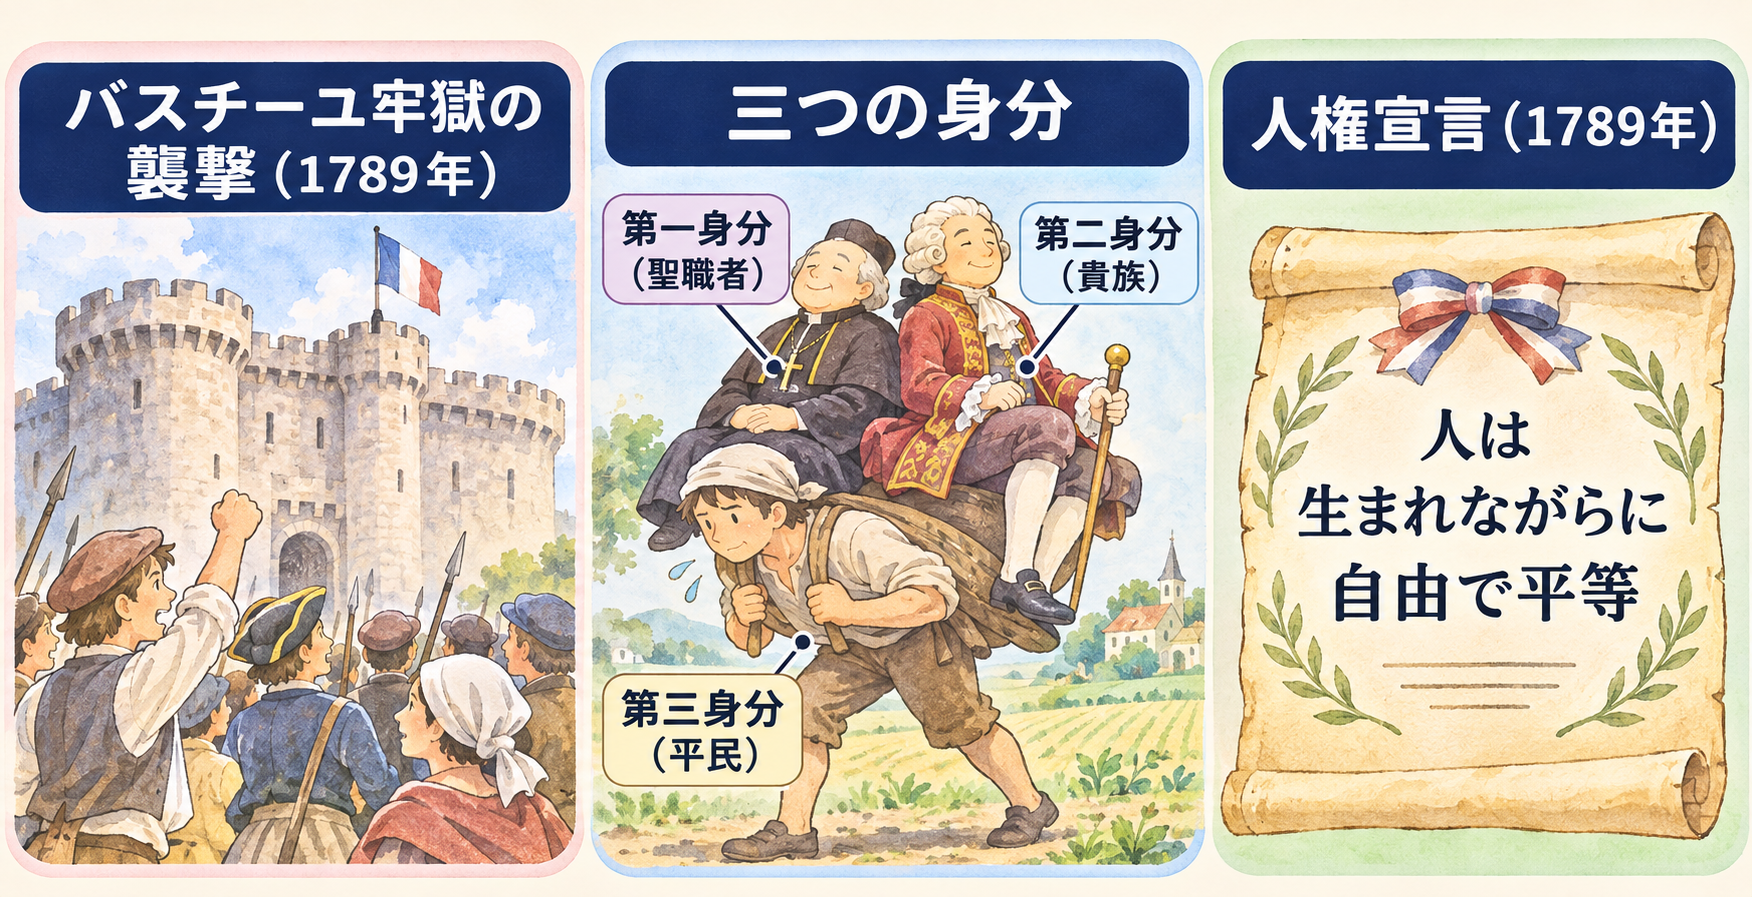 バスチーユ牢獄の
襲撃（1789年）
三つの身分
第一身分
（聖職者）
第二身分
（貴族）
第三身分
（平民）
人権宣言（1789年）
人は
生まれながらに
自由で平等